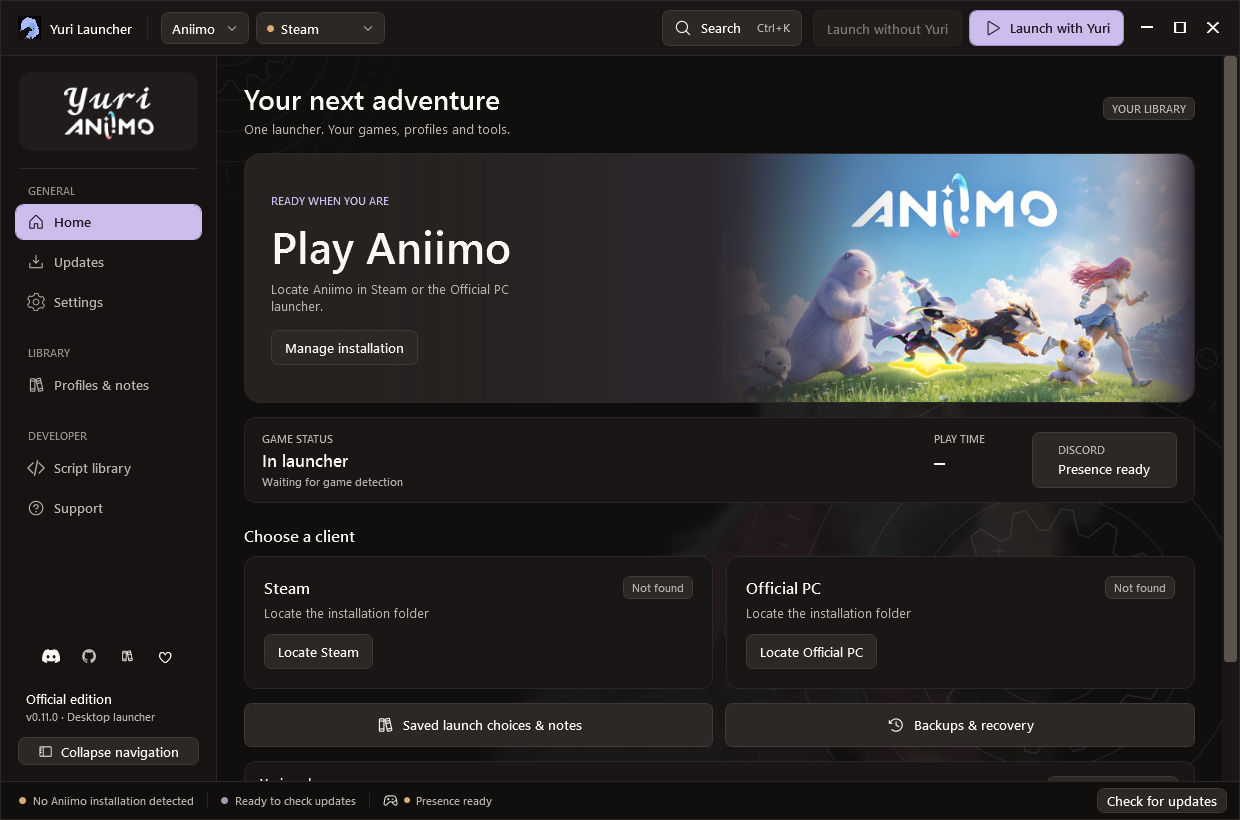 Yuri Launcher
Aniimo
Steam
Search Ctrl+K
Launch without Yuri
Launch with Yuri
Yuri
ANIIMO
GENERAL
Home
Updates
Settings
LIBRARY
Profiles & notes
DEVELOPER
Script library
Support
Official edition
v0.11.0 · Desktop launcher
Collapse navigation
Your next adventure
One launcher. Your games, profiles and tools.
YOUR LIBRARY
READY WHEN YOU ARE
Play Aniimo
Locate Aniimo in Steam or the Official PC
launcher.
Manage installation
ANIIMO
GAME STATUS
In launcher
Waiting for game detection
PLAY TIME
—
DISCORD
Presence ready
Choose a client
Steam
Not found
Locate the installation folder
Locate Steam
Official PC
Not found
Locate the installation folder
Locate Official PC
Saved launch choices & notes
Backups & recovery
No Aniimo installation detected
Ready to check updates
Presence ready
Check for updates